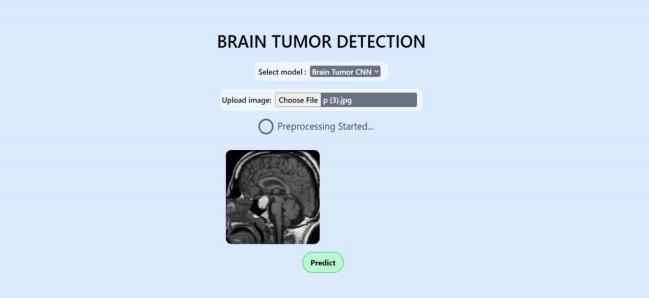 BRAIN TUMOR DETECTION
Select model : Brain Tumor CNN
Upload image: Choose File p (3).jpg
Preprocessing Started...
Predict